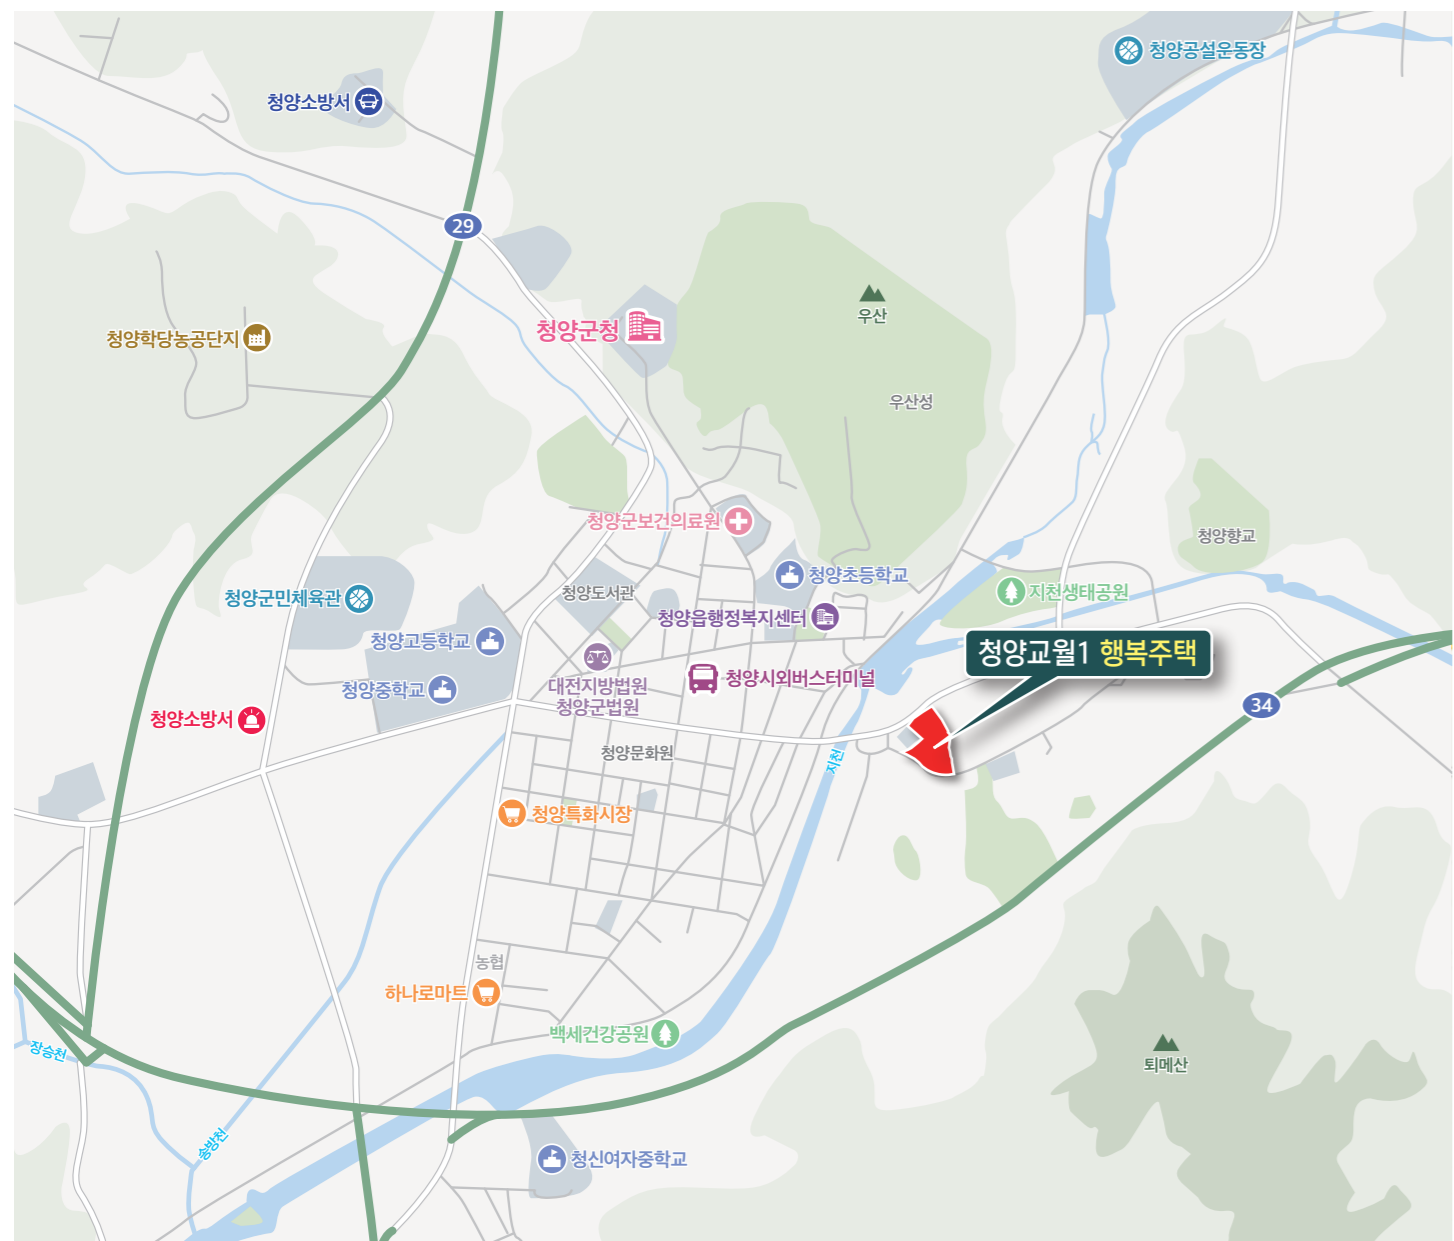 청양공설운동장
청양소방서
29
우산
청양군청
청양학당농공단지
우산성
청양군보건의료원
청양향교
청양초등학교
청양도서관
지천생태공원
청양군민체육관
청양읍행정복지센터
청양고등학교
청양교월1 행복주택
대전지방법원
청양군법원
청양시외버스터미널
청양중학교
34
청양소방서
청양문화원
지천
청양특화시장
농협
하나로마트
백세건강공원
장승천
퇴메산
송방천
청신여자중학교